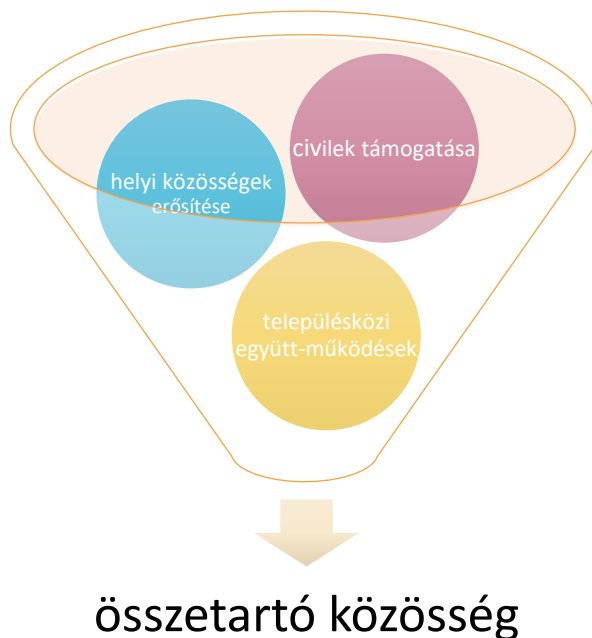 civilek támogatása
helyi közösségek
erősítése
településközi
együtt-működések
összetartó közösség